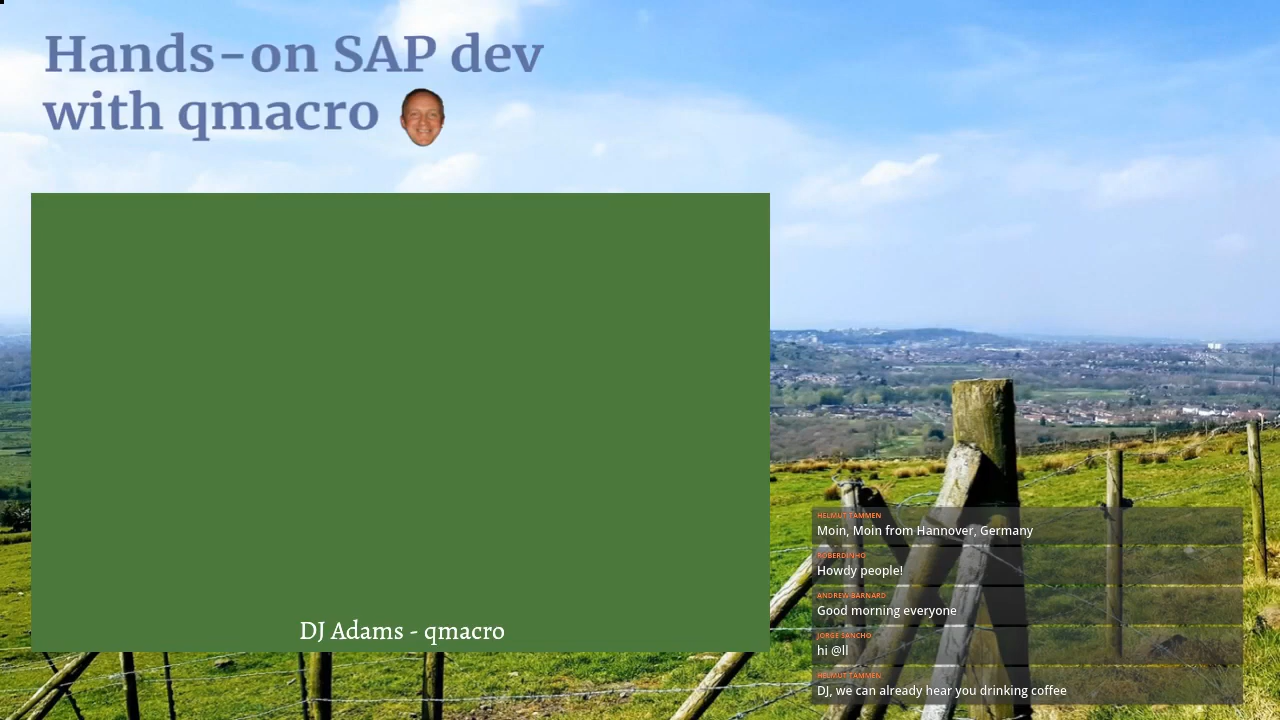 Hands-on SAP dev
with qmacro
DJ Adams - qmacro
HELMUT TAMMEN
Moin, Moin from Hannover, Germany
ROBERDINHO
Howdy people!
ANDREW BARNARD
Good morning everyone
JORGE SANCHO
hi @ll
HELMUT TAMMEN
DJ, we can already hear you drinking coffee